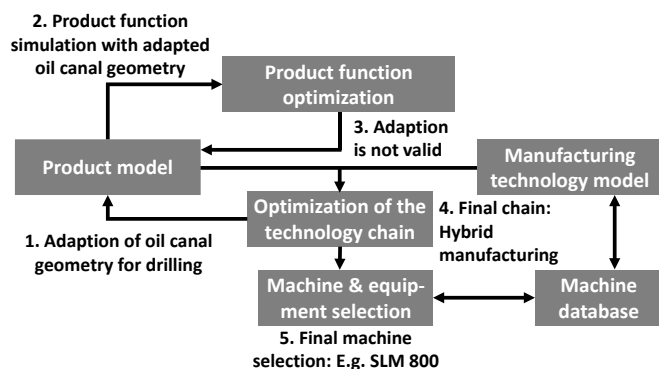 2. Product function
simulation with adapted
oil canal geometry
Product function
optimization
3. Adaption
is not valid
Product model
Manufacturing
technology model
Optimization of the
technology chain
4. Final chain:
Hybrid
manufacturing
1. Adaption of oil canal
geometry for drilling
Machine & equip-
ment selection
Machine
database
5. Final machine
selection: E.g. SLM 800